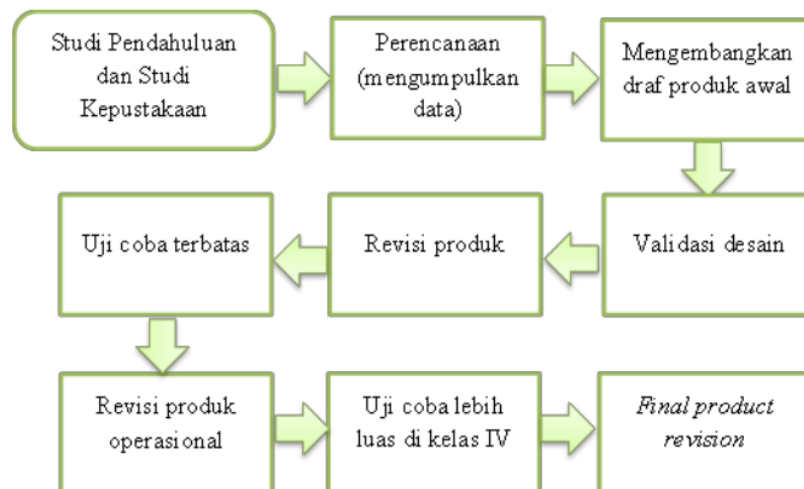 Studi Pendahuluan
dan Studi
Kepustakaan
Perencanaan
(mengumpulkan
data)
Mengembangkan
draf produk awal
Validasi desain
Revisi produk
Uji coba terbatas
Revisi produk
operasional
Uji coba lebih
luas di kelas IV
Final product
revision